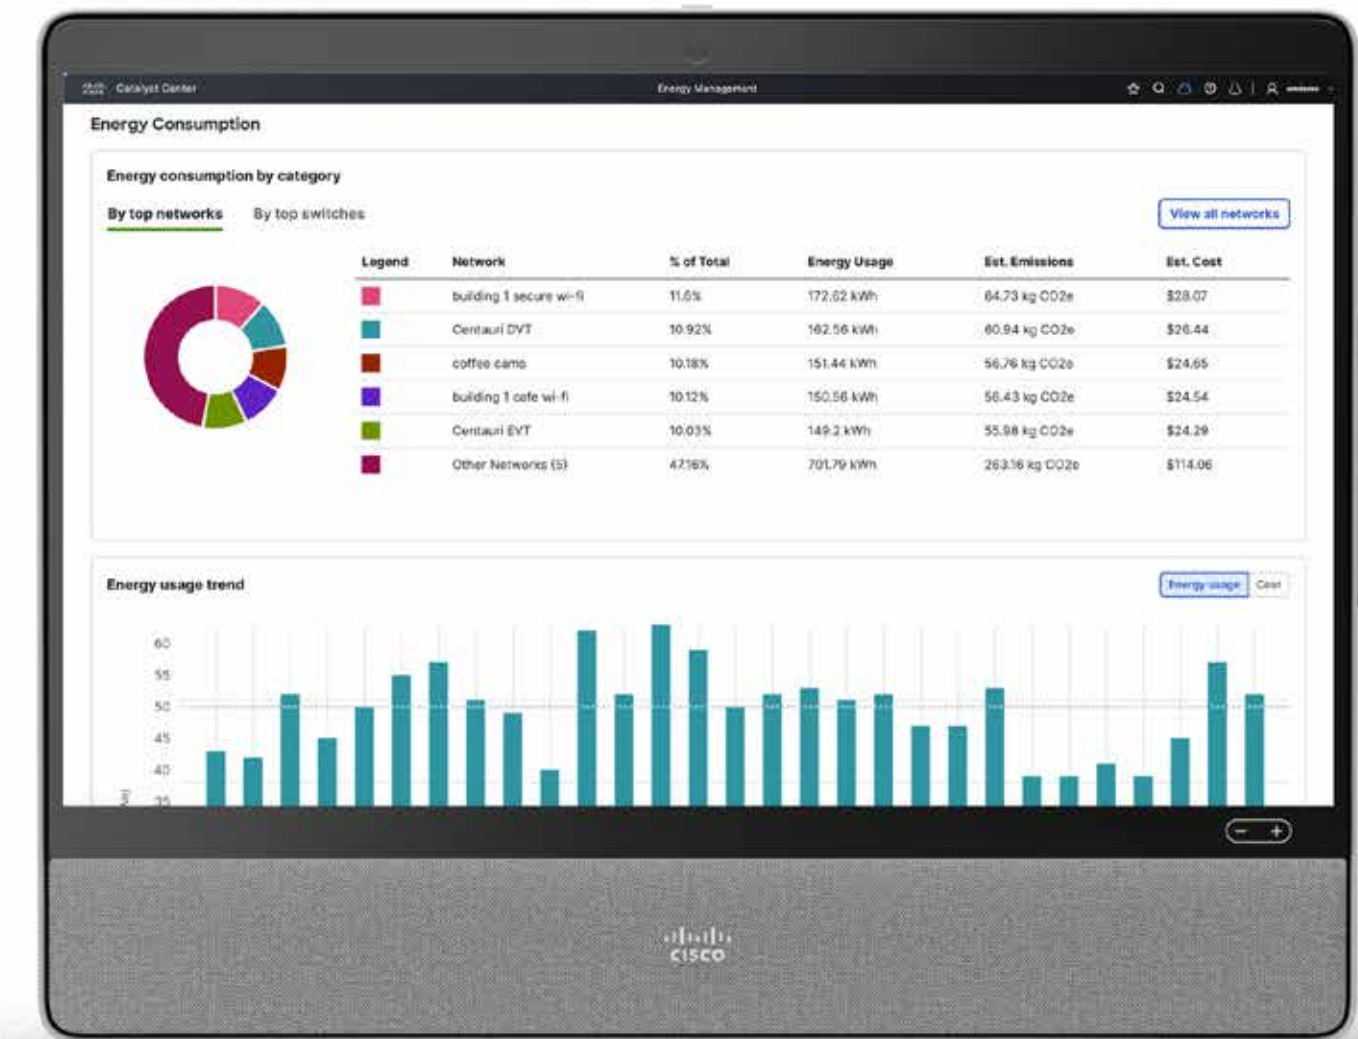 Catalyst Center Energy Management
Energy Consumption
Energy consumption by category
By top networks By top switches View all networks
Legend Network % of Total Energy Usage Est. Emissions Est. Cost
building 1 secure wi-fi 11.6% 172.62 kWh 64.73 kg CO2e $28.07
Centauri DVT 10.92% 162.56 kWh 60.94 kg CO2e $26.44
coffee camo 10.18% 151.44 kWh 56.76 kg CO2e $24.65
building 1 cafe wi-fi 10.12% 150.56 kWh 56.43 kg CO2e $24.54
Centauri EVT 10.03% 149.2 kWh 55.98 kg CO2e $24.29
Other Networks (5) 47.16% 701.79 kWh 263.16 kg CO2e $114.06
Energy usage trend Energy usage Cost
60
55
50
45
40
35
CISCO